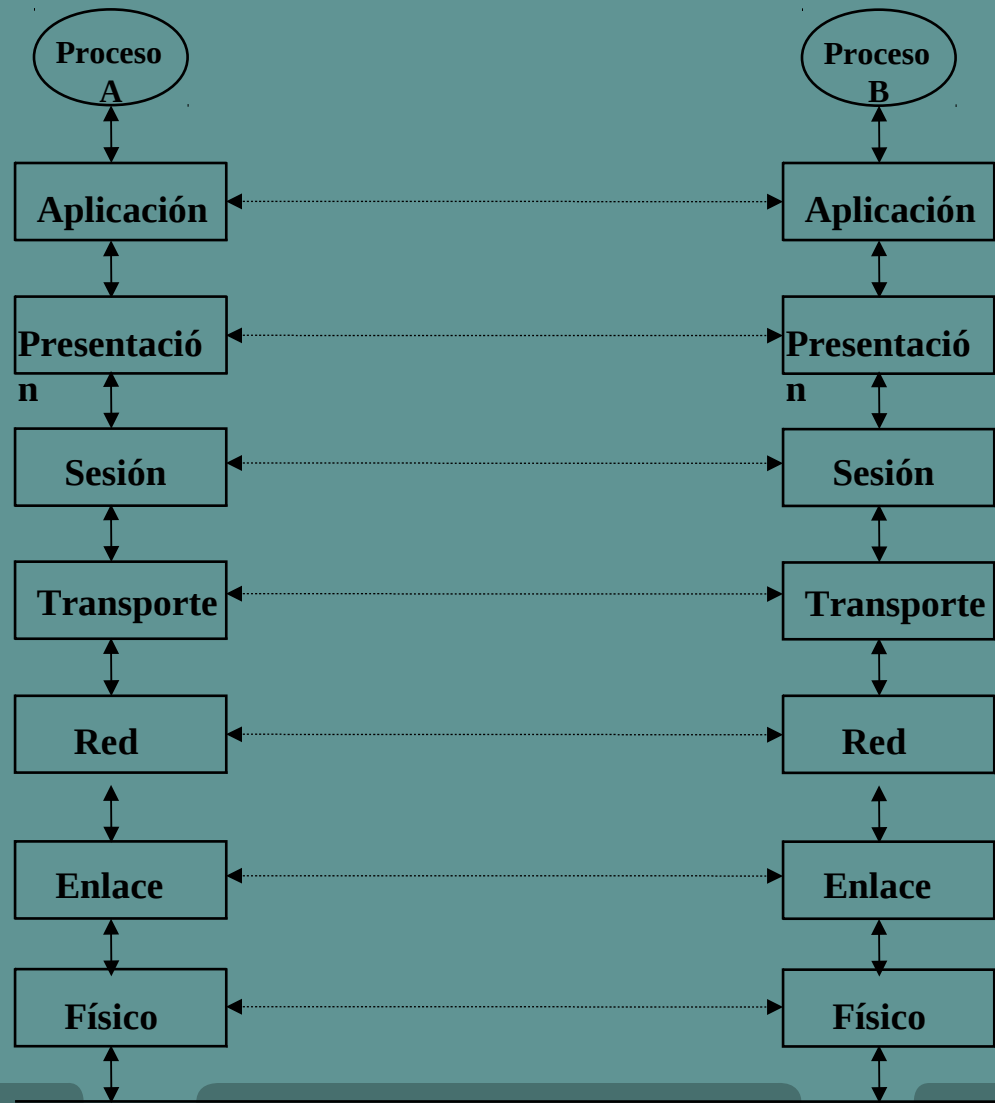 Proceso
A
Proceso
B
Aplicación
Aplicación
Presentació
n
Presentació
n
Sesión
Sesión
Transporte
Transporte
Red
Red
Enlace
Enlace
Físico
Físico